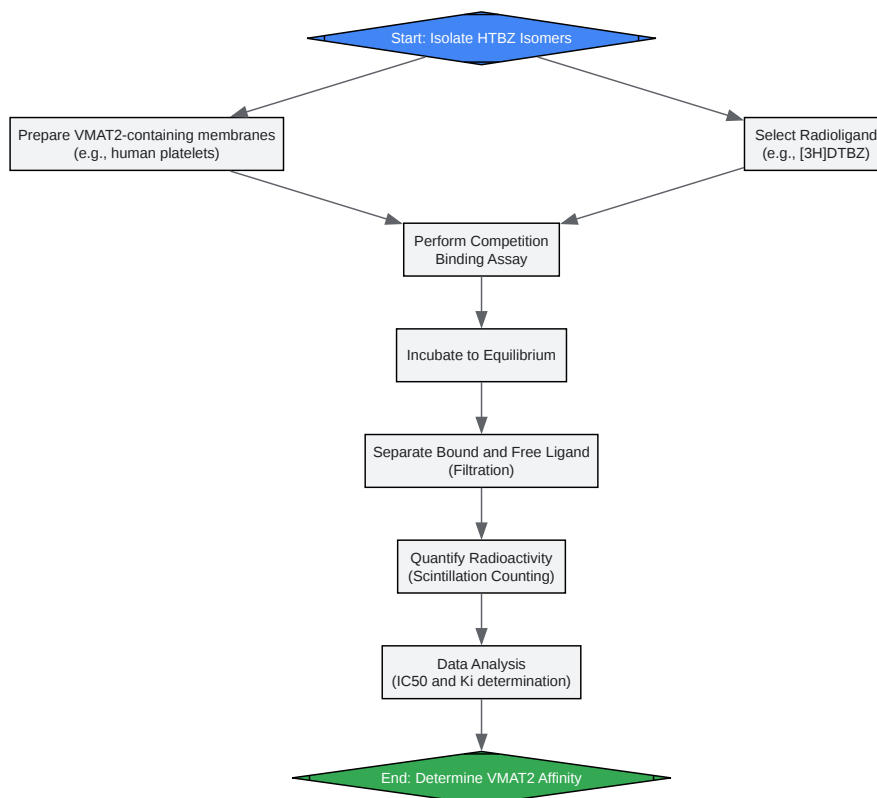 Start: Isolate HTBZ Isomers
Prepare VMAT2-containing membranes
(e.g., human platelets)
Select Radioligand
(e.g., [3H]DTBZ)
Perform Competition
Binding Assay
Incubate to Equilibrium
Separate Bound and Free Ligand
(Filtration)
Quantify Radioactivity
(Scintillation Counting)
Data Analysis
(IC50 and Ki determination)
End: Determine VMAT2 Affinity